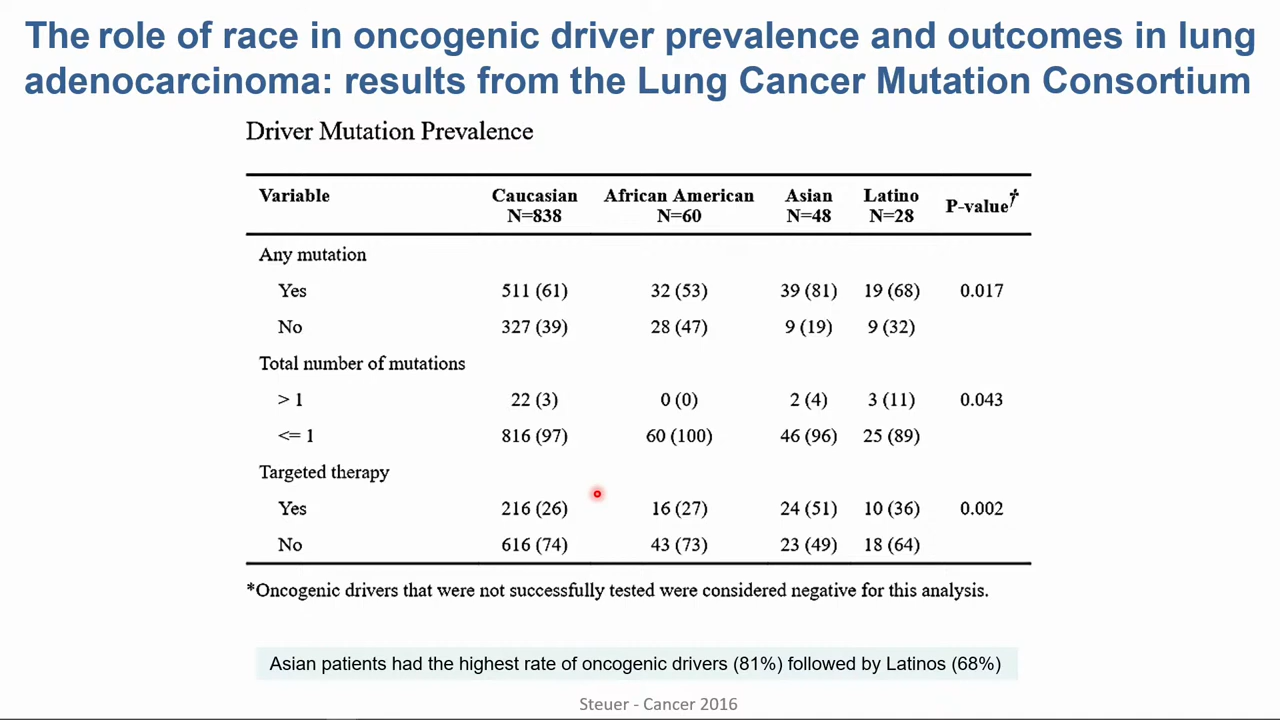 The role of race in oncogenic driver prevalence and outcomes in lung
adenocarcinoma: results from the Lung Cancer Mutation Consortium
Driver Mutation Prevalence
Variable Caucasian N=838 African American N=60 Asian N=48 Latino N=28 P-value†
Any mutation
Yes 511 (61) 32 (53) 39 (81) 19 (68) 0.017
No 327 (39) 28 (47) 9 (19) 9 (32)
Total number of mutations
> 1 22 (3) 0 (0) 2 (4) 3 (11) 0.043
<= 1 816 (97) 60 (100) 46 (96) 25 (89)
Targeted therapy
Yes 216 (26) 16 (27) 24 (51) 10 (36) 0.002
No 616 (74) 43 (73) 23 (49) 18 (64)
*Oncogenic drivers that were not successfully tested were considered negative for this analysis.
Asian patients had the highest rate of oncogenic drivers (81%) followed by Latinos (68%)
Steuer - Cancer 2016